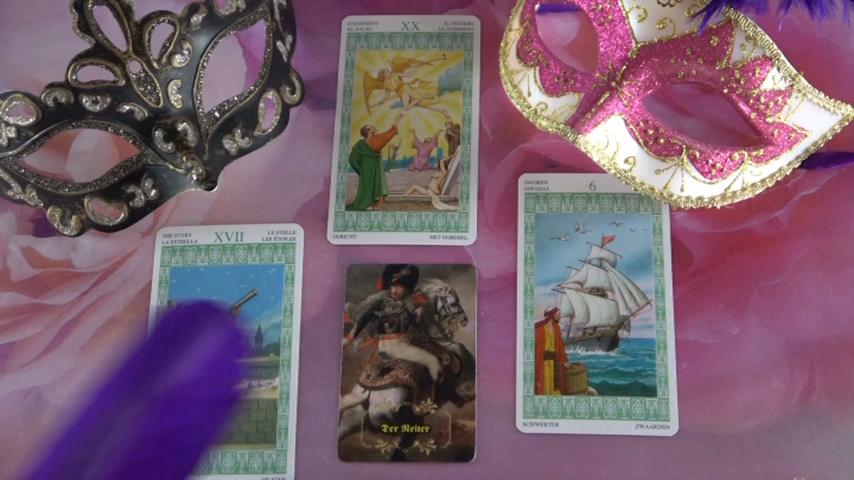 JUDGEMENT
EL JUICIO
XX
IL GIUDIZIO
LE JUGEMENT
GERICHT
HET OORDEEL
SWORDS
ESPADAS
6
SCHWERTER
ZWAARDEN
THE STARS
LA ESTRELLA
XVII
LE STELLE
LES ÉTOILES
Der Reiter